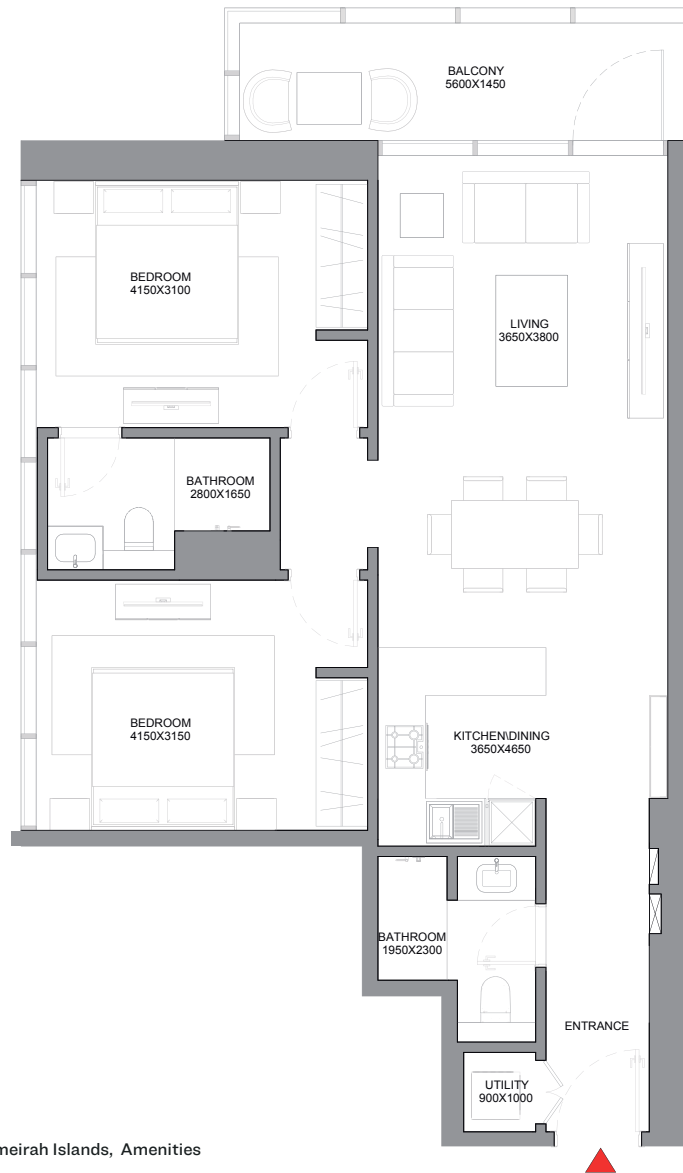 BALCONY
5600X1450
BEDROOM
4150X3100
LIVING
3650X3800
BATHROOM
2800X1650
BEDROOM
4150X3150
KITCHEN\DINING
3650X4650
BATHROOM
1950X2300
ENTRANCE
UTILITY
900X1000
meirah Islands, Amenities